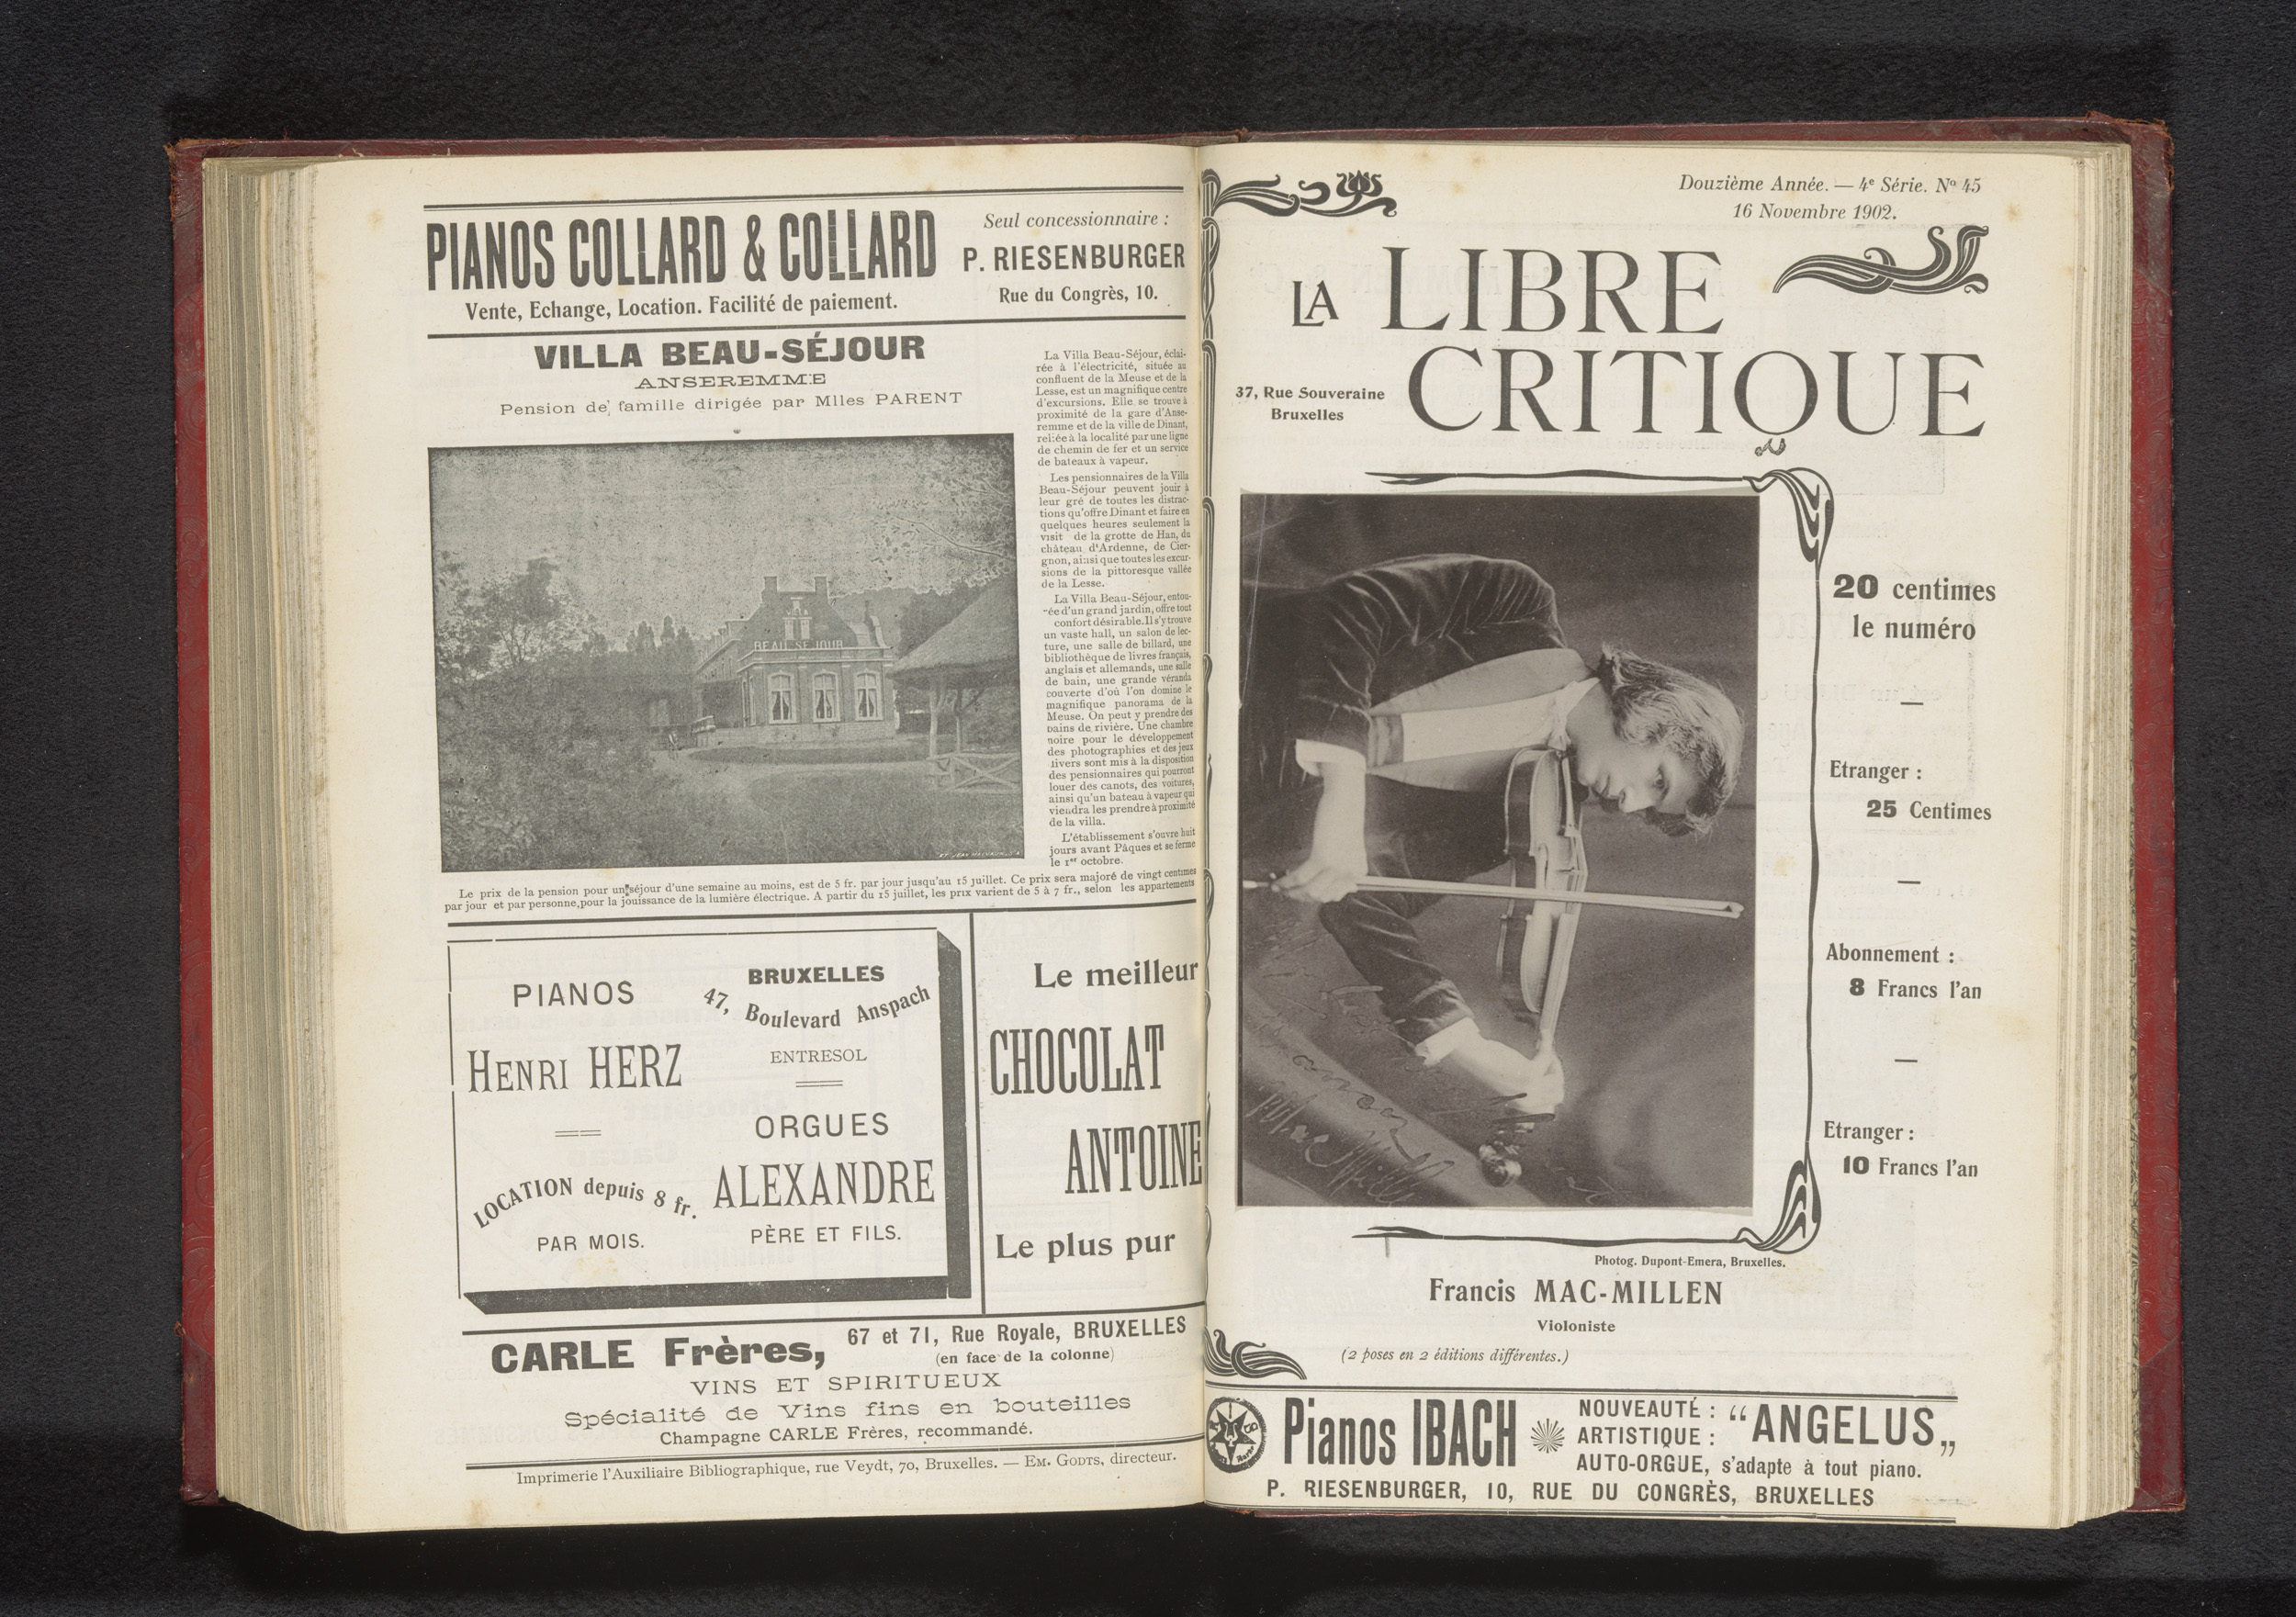 PIANOS COLLARD & COLLARD
Vente, Echange, Location. Facilité de paiement.
Seul concessionnaire :
P. RIESENBURGER
Rue du Congrès, 10.
VILLA BEAU-SÉJOUR
ANSEREMME
Pension de famille dirigée par Mlles PARENT
VILLA
BEAU SEJOUR
La Villa Beau-Séjour, éclai-
rée à l'électricité, située au
confluent de la Meuse et de la
Lesse, est un magnifique centre
d'excursions. Elle se trouve à
proximité de la gare d'Anse-
remme et de la ville de Dinant,
reliée à la localité par une ligne
de chemin de fer et un service
de bateaux à vapeur.
Les pensionnaires de la Villa
Beau-Séjour peuvent jouir à
leur gré de toutes les distrac-
tions qu'offre Dinant et faire en
quelques heures seulement la
visit de la grotte de Han, du
château d'Ardenne, de Cier-
gnon, ainsi que toutes les excur-
sions de la pittoresque vallée
de la Lesse.
La Villa Beau-Séjour, entou-
rée d'un grand jardin, offre tout
confort désirable. Il s'y trouve
un vaste hall, un salon de lec-
ture, une salle de billard, une
bibliothèque de livres français,
anglais et allemands, une salle
de bain, une grande véranda
couverte d'où l'on domine le
magnifique panorama de la
Meuse. On peut y prendre des
bains de rivière. Une chambre
noire pour le développement
des photographies et des jeux
divers sont mis à la disposition
des pensionnaires qui pourront
louer des canots, des voitures,
ainsi qu'un bateau à vapeur qui
viendra les prendre à proximité
de la villa.
L'établissement s'ouvre huit
jours avant Pâques et se ferme
le 1er octobre.
Le prix de la pension pour un séjour d'une semaine au moins, est de 5 fr. par jour jusqu'au 15 juillet. Ce prix sera majoré de vingt centimes
par jour et par personne, pour la jouissance de la lumière électrique. A partir du 15 juillet, les prix varient de 5 à 7 fr., selon les appartements
PIANOS
HENRI HERZ
LOCATION depuis 8 fr.
PAR MOIS.
BRUXELLES
47, Boulevard Anspach
ENTRESOL
ORGUES
ALEXANDRE
PÈRE ET FILS.
Le meilleur
CHOCOLAT
ANTOINE
Le plus pur
CARLE Frères,
67 et 71, Rue Royale, BRUXELLES
(en face de la colonne)
VINS ET SPIRITUEUX
Spécialité de Vins fins en bouteilles
Champagne CARLE Frères, recommandé.
Imprimerie l'Auxiliaire Bibliographique, rue Veydt, 70, Bruxelles. — EM. GODTS, directeur.
Douzième Année. — 4e Série. No 45
16 Novembre 1902.
LA LIBRE
CRITIQUE
37, Rue Souveraine
Bruxelles
20 centimes
le numéro
—
Etranger :
25 Centimes
—
Abonnement :
8 Francs l'an
—
Etranger :
10 Francs l'an
Photog. Dupont-Emera, Bruxelles.
Francis MAC-MILLEN
Violoniste
(2 poses en 2 éditions différentes.)
Pianos IBACH
NOUVEAUTÉ :
ARTISTIQUE :
“ANGELUS„
AUTO-ORGUE, s'adapte à tout piano.
P. RIESENBURGER, 10, RUE DU CONGRÈS, BRUXELLES